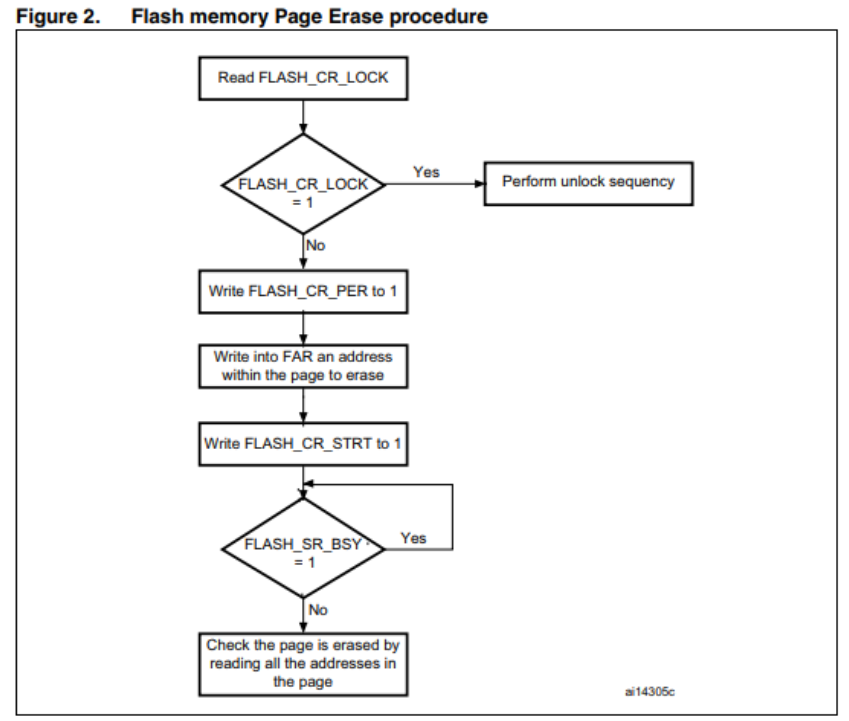 Figure 2. Flash memory Page Erase procedure
Read FLASH_CR_LOCK
FLASH_CR_LOCK
= 1
Yes
Perform unlock sequency
No
Write FLASH_CR_PER to 1
Write into FAR an address
within the page to erase
Write FLASH_CR_STRT to 1
FLASH_SR_BSY
= 1
Yes
No
Check the page is erased by
reading all the addresses in
the page
ai14305c